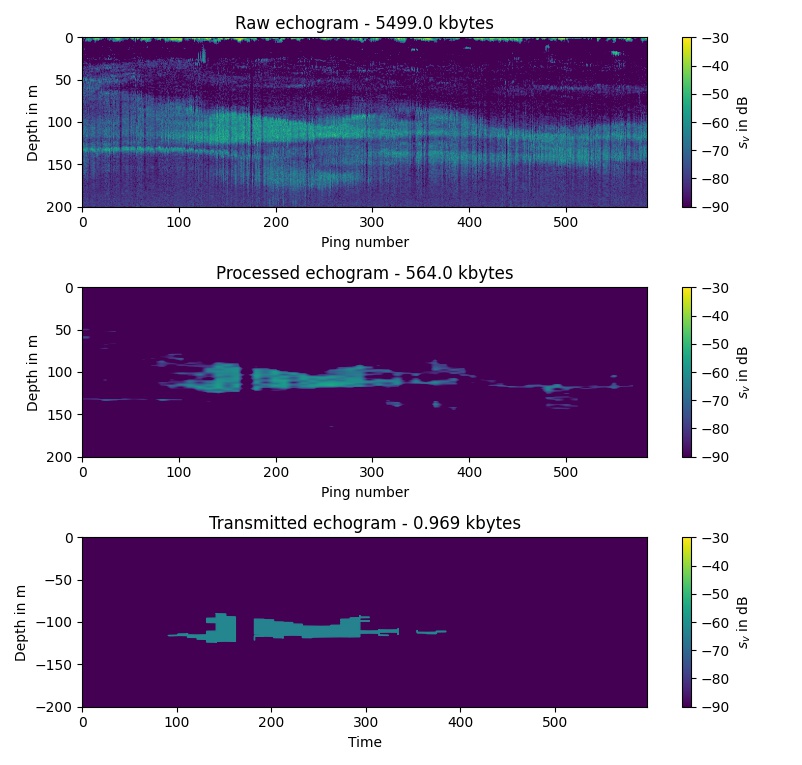 Raw echogram - 5499.0 kbytes
0
50
100
150
200
Depth in m
0 100 200 300 400 500
Ping number
−30
−40
−50
−60
−70
−80
−90
sᵥ in dB
Processed echogram - 564.0 kbytes
0
50
100
150
200
Depth in m
0 100 200 300 400 500
Ping number
−30
−40
−50
−60
−70
−80
−90
sᵥ in dB
Transmitted echogram - 0.969 kbytes
0
−50
−100
−150
−200
Depth in m
0 100 200 300 400 500
Time
−30
−40
−50
−60
−70
−80
−90
sᵥ in dB